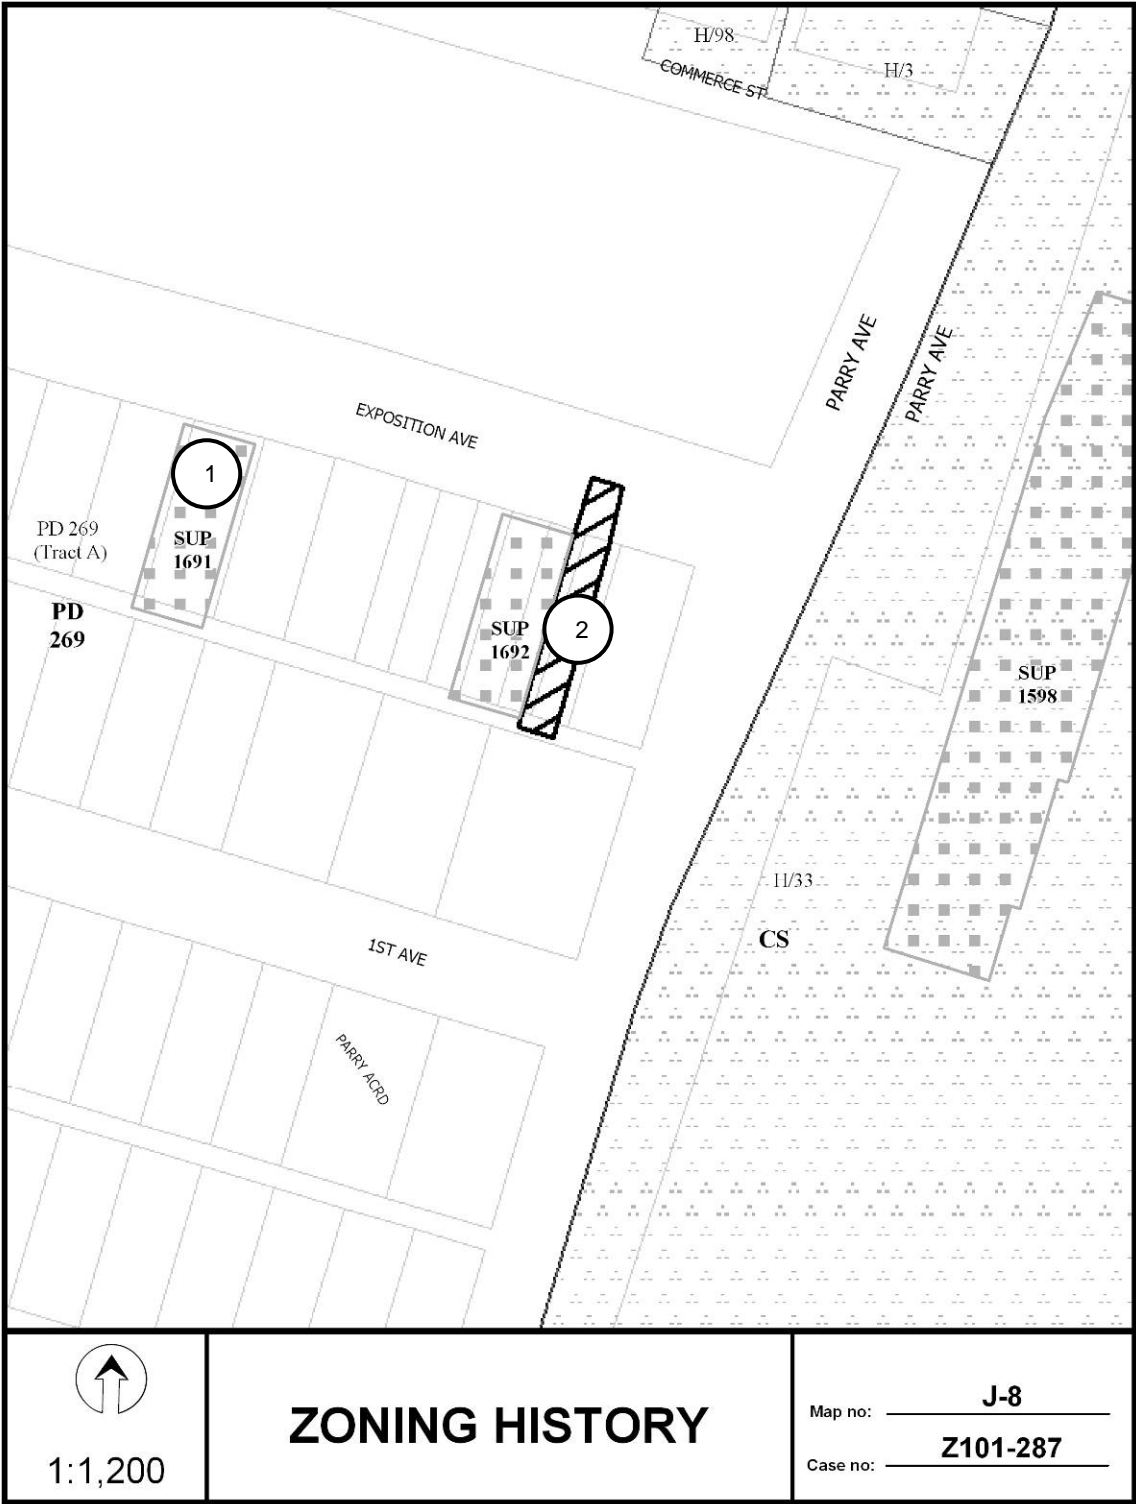 H/98
H/3
COMMERCE ST
PARRY AVE
PARRY AVE
EXPOSITION AVE
1
PD 269
(Tract A)
SUP
1691
PD
269
SUP
1692
2
SUP
1598
H/33
CS
1ST AVE
PARRY ACRD
1:1,200
ZONING HISTORY
Map no: J-8
Case no: Z101-287